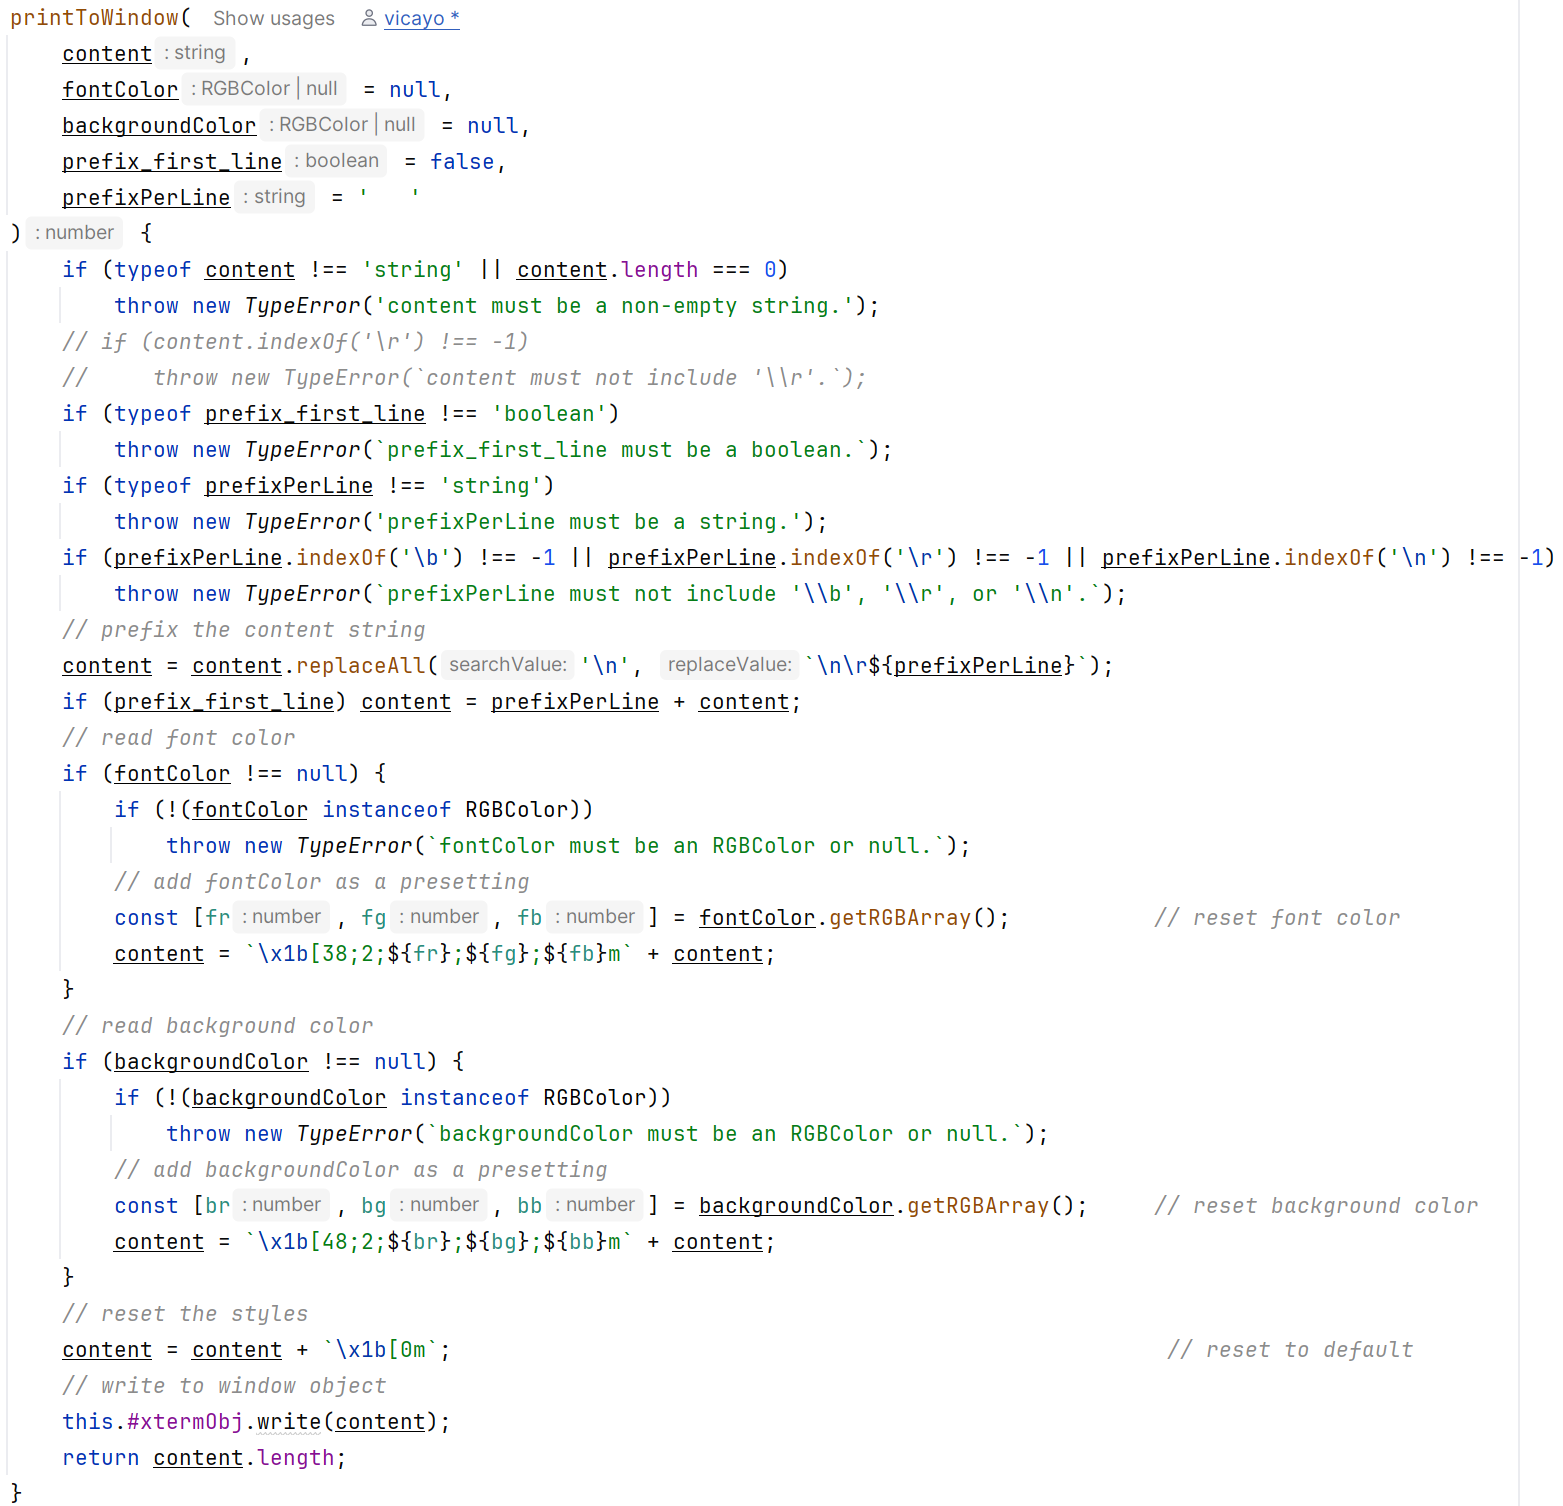 printToWindow( Show usages vicayo *
    content : string ,
    fontColor : RGBColor | null = null,
    backgroundColor : RGBColor | null = null,
    prefix_first_line : boolean = false,
    prefixPerLine : string = '   '
) : number {
    if (typeof content !== 'string' || content.length === 0)
        throw new TypeError('content must be a non-empty string.');
    // if (content.indexOf('\r') !== -1)
    //     throw new TypeError(`content must not include '\\r'.`);
    if (typeof prefix_first_line !== 'boolean')
        throw new TypeError(`prefix_first_line must be a boolean.`);
    if (typeof prefixPerLine !== 'string')
        throw new TypeError('prefixPerLine must be a string.');
    if (prefixPerLine.indexOf('\b') !== -1 || prefixPerLine.indexOf('\r') !== -1 || prefixPerLine.indexOf('\n') !== -1)
        throw new TypeError(`prefixPerLine must not include '\\b', '\\r', or '\\n'.`);
    // prefix the content string
    content = content.replaceAll( searchValue: '\n', replaceValue: `\n\r${prefixPerLine}`);
    if (prefix_first_line) content = prefixPerLine + content;
    // read font color
    if (fontColor !== null) {
        if (!(fontColor instanceof RGBColor))
            throw new TypeError(`fontColor must be an RGBColor or null.`);
        // add fontColor as a presetting
        const [fr : number , fg : number , fb : number ] = fontColor.getRGBArray();           // reset font color
        content = `\x1b[38;2;${fr};${fg};${fb}m` + content;
    }
    // read background color
    if (backgroundColor !== null) {
        if (!(backgroundColor instanceof RGBColor))
            throw new TypeError(`backgroundColor must be an RGBColor or null.`);
        // add backgroundColor as a presetting
        const [br : number , bg : number , bb : number ] = backgroundColor.getRGBArray();     // reset background color
        content = `\x1b[48;2;${br};${bg};${bb}m` + content;
    }
    // reset the styles
    content = content + `\x1b[0m`;                                                       // reset to default
    // write to window object
    this.#xtermObj.write(content);
    return content.length;
}